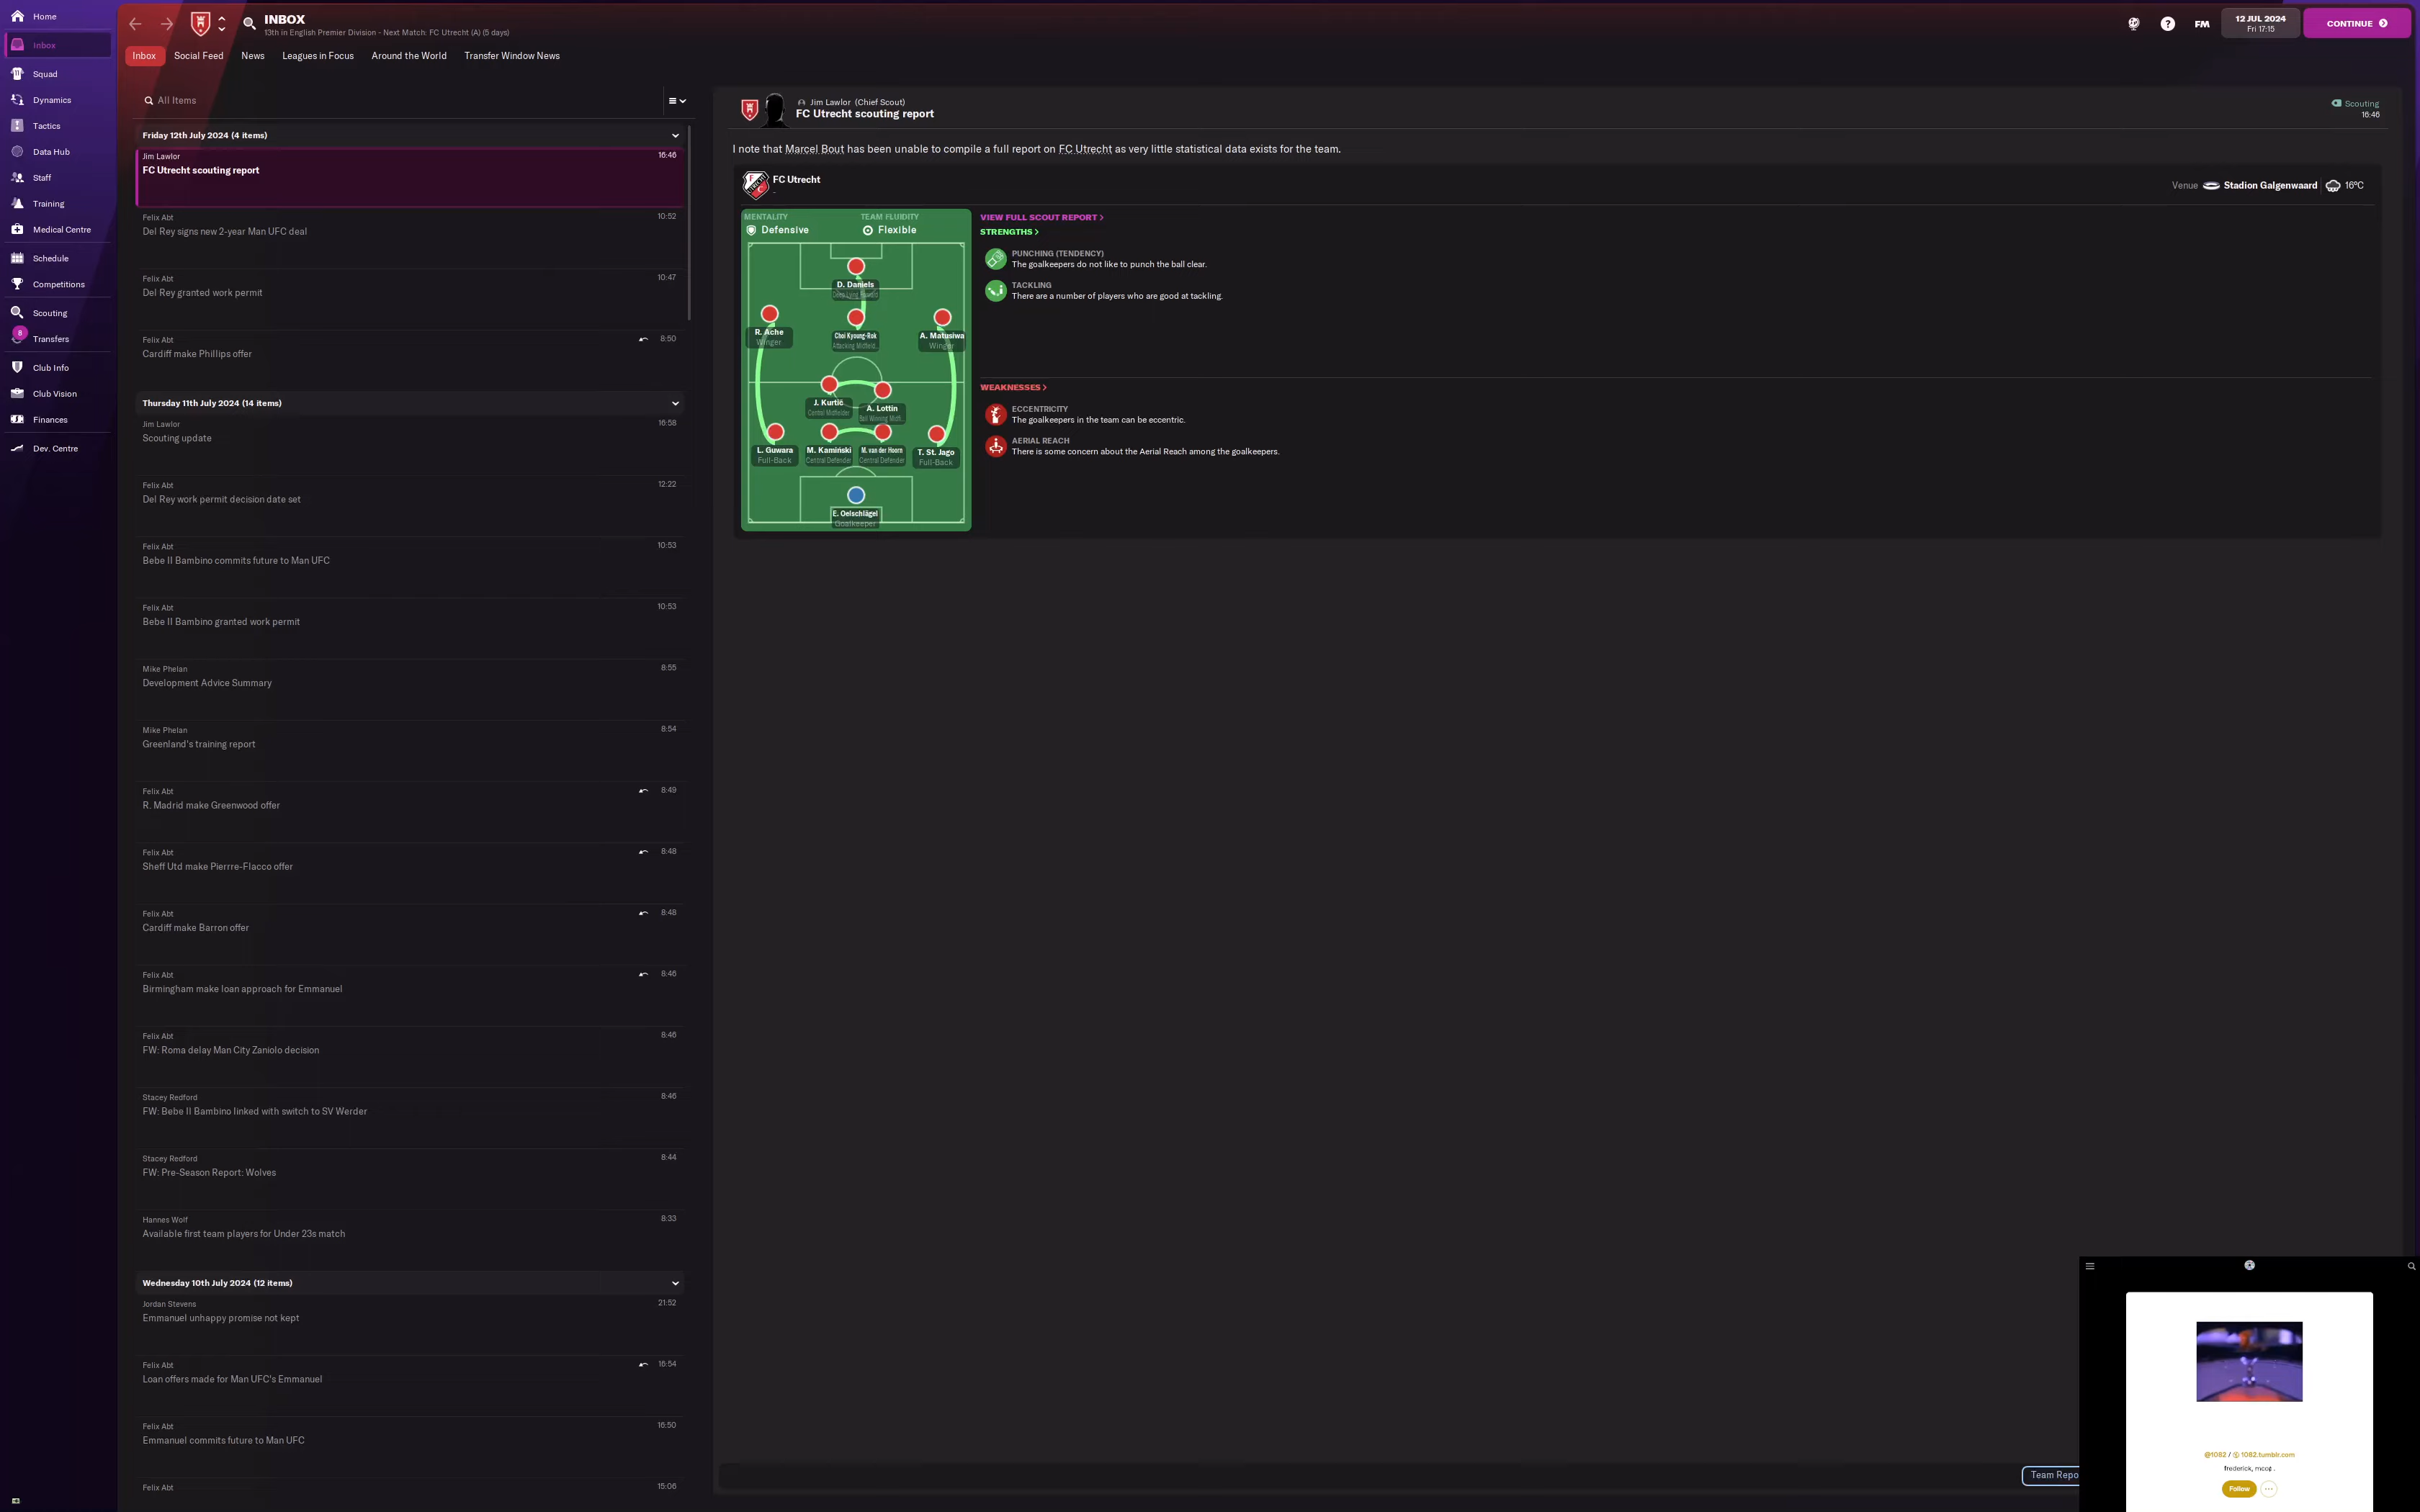 Home
Inbox
Squad
Dynamics
Tactics
Data Hub
Staff
Training
Medical Centre
Schedule
Competitions
Scouting
8
Transfers
Club Info
Club Vision
Finances
Dev. Centre
INBOX
13th in English Premier Division - Next Match: FC Utrecht (A) (5 days)
FM
12 JUL 2024
Fri 17:15
CONTINUE
Inbox
Social Feed
News
Leagues in Focus
Around the World
Transfer Window News
All Items
Friday 12th July 2024 (4 items)
Jim Lawlor 16:46
FC Utrecht scouting report
Felix Abt 10:52
Del Rey signs new 2-year Man UFC deal
Felix Abt 10:47
Del Rey granted work permit
Felix Abt 8:50
Cardiff make Phillips offer
Thursday 11th July 2024 (14 items)
Jim Lawlor 16:58
Scouting update
Felix Abt 12:22
Del Rey work permit decision date set
Felix Abt 10:53
Bebe II Bambino commits future to Man UFC
Felix Abt 10:53
Bebe II Bambino granted work permit
Mike Phelan 8:55
Development Advice Summary
Mike Phelan 8:54
Greenland's training report
Felix Abt 8:49
R. Madrid make Greenwood offer
Felix Abt 8:48
Sheff Utd make Pierrre-Flacco offer
Felix Abt 8:48
Cardiff make Barron offer
Felix Abt 8:46
Birmingham make loan approach for Emmanuel
Felix Abt 8:46
FW: Roma delay Man City Zaniolo decision
Stacey Redford 8:46
FW: Bebe II Bambino linked with switch to SV Werder
Stacey Redford 8:44
FW: Pre-Season Report: Wolves
Hannes Wolf 8:33
Available first team players for Under 23s match
Wednesday 10th July 2024 (12 items)
Jordan Stevens 21:52
Emmanuel unhappy promise not kept
Felix Abt 16:54
Loan offers made for Man UFC's Emmanuel
Felix Abt 16:50
Emmanuel commits future to Man UFC
Felix Abt 15:06
Jim Lawlor (Chief Scout)
FC Utrecht scouting report
Scouting
16:46
I note that Marcel Bout has been unable to compile a full report on FC Utrecht as very little statistical data exists for the team.
FC Utrecht
-
Venue Stadion Galgenwaard 16°C
MENTALITY TEAM FLUIDITY
Defensive Flexible
D. Daniels
R. Ache
Winger
Choi Kyoung-Rok
Attacking Midfield...
A. Matusiwa
Winger
J. Kurtić
Central Midfielder
A. Lottin
Ball Winning Midfi...
L. Guwara
Full-Back
M. Kamiński
Central Defender
M. van der Hoorn
Central Defender
T. St. Jago
Full-Back
E. Oelschlägel
Goalkeeper
VIEW FULL SCOUT REPORT >
STRENGTHS >
PUNCHING (TENDENCY)
The goalkeepers do not like to punch the ball clear.
TACKLING
There are a number of players who are good at tackling.
WEAKNESSES >
ECCENTRICITY
The goalkeepers in the team can be eccentric.
AERIAL REACH
There is some concern about the Aerial Reach among the goalkeepers.
Team Repo
@1082 / 1082.tumblr.com
Follow